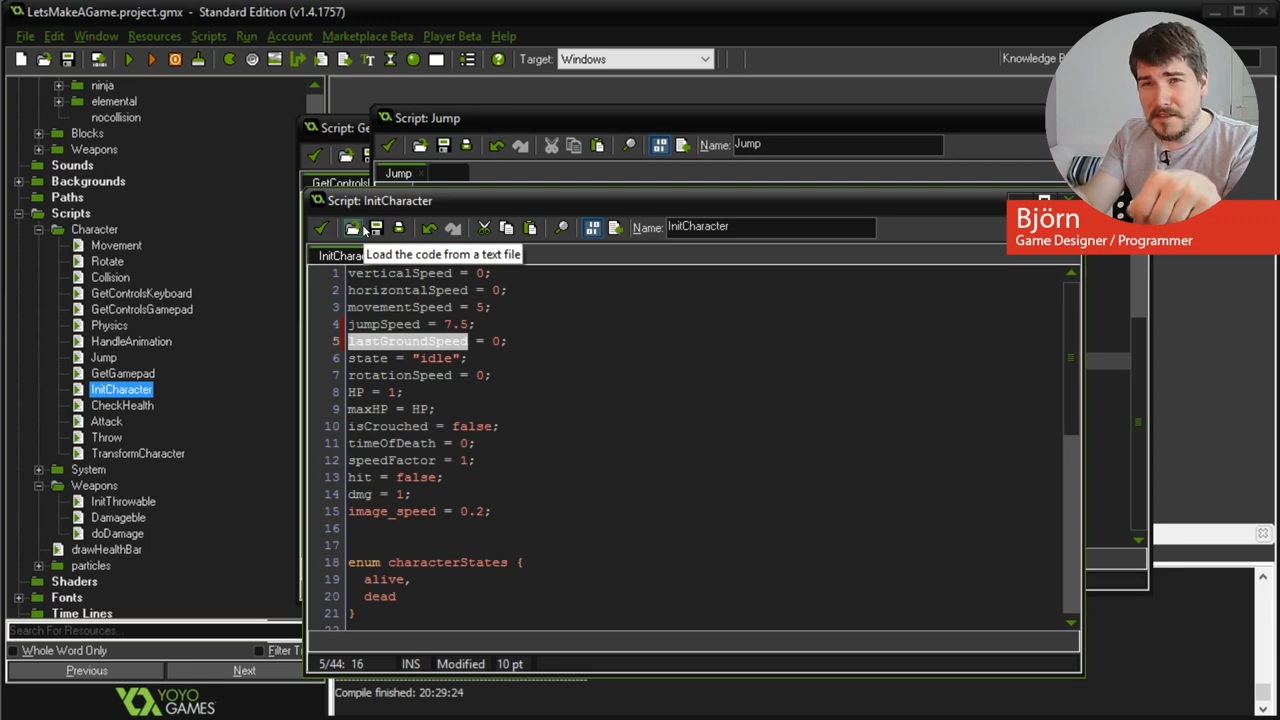 LetsMakeAGame.project.gmx - Standard Edition (v1.4.1757)
File Edit Window Resources Scripts Run Account Marketplace Beta Player Beta Help
Target: Windows
Knowledge B
ninja
elemental
nocollision
Blocks
Weapons
Sounds
Backgrounds
Paths
Scripts
Character
Movement
Rotate
Collision
GetControlsKeyboard
GetControlsGamepad
Physics
HandleAnimation
Jump
GetGamepad
InitCharacter
CheckHealth
Attack
Throw
TransformCharacter
System
Weapons
InitThrowable
Damageable
doDamage
drawHealthBar
particles
Shaders
Fonts
Time Lines
Search For Resources...
Whole Word Only
Filter T
Previous
Next
YOYO
GAMES™
Script: Ge
GetControls
Script: Jump
Name: Jump
Jump
Script: InitCharacter
Name: InitCharacter
InitChara
Load the code from a text file
1 verticalSpeed = 0;
2 horizontalSpeed = 0;
3 movementSpeed = 5;
4 jumpSpeed = 7.5;
5 lastGroundSpeed = 0;
6 state = "idle";
7 rotationSpeed = 0;
8 HP = 1;
9 maxHP = HP;
10 isCrouched = false;
11 timeOfDeath = 0;
12 speedFactor = 1;
13 hit = false;
14 dmg = 1;
15 image_speed = 0.2;
16
17
18 enum characterStates {
19 alive,
20 dead
21 }
22
5/44: 16 INS Modified 10 pt
Compile finished: 20:29:24
Björn
Game Designer / Programmer